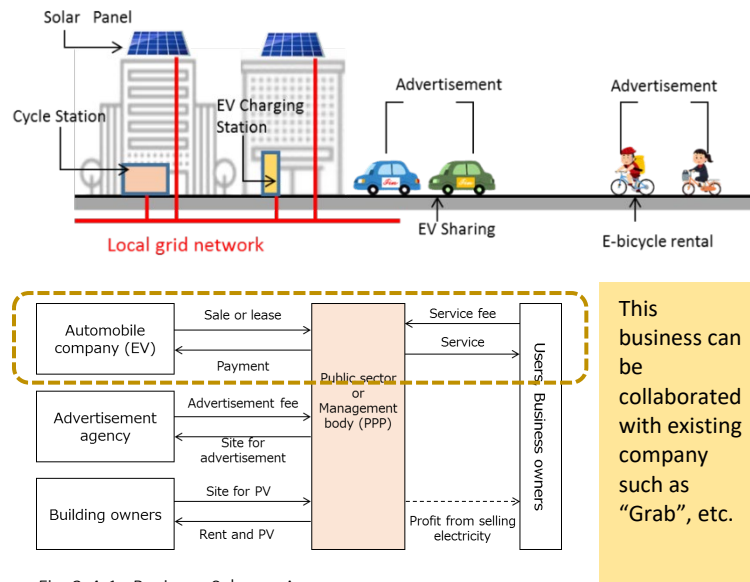 Solar Panel
Cycle Station
EV Charging
Station
Advertisement
Advertisement
Local grid network
EV Sharing
E-bicycle rental
Automobile
company (EV)
Sale or lease
Payment
Service fee
Service
Public sector
or
Management
body (PPP)
Users, Business owners
Advertisement
agency
Advertisement fee
Site for
advertisement
Building owners
Site for PV
Rent and PV
Profit from selling
electricity
This
business can
be
collaborated
with existing
company
such as
“Grab”, etc.